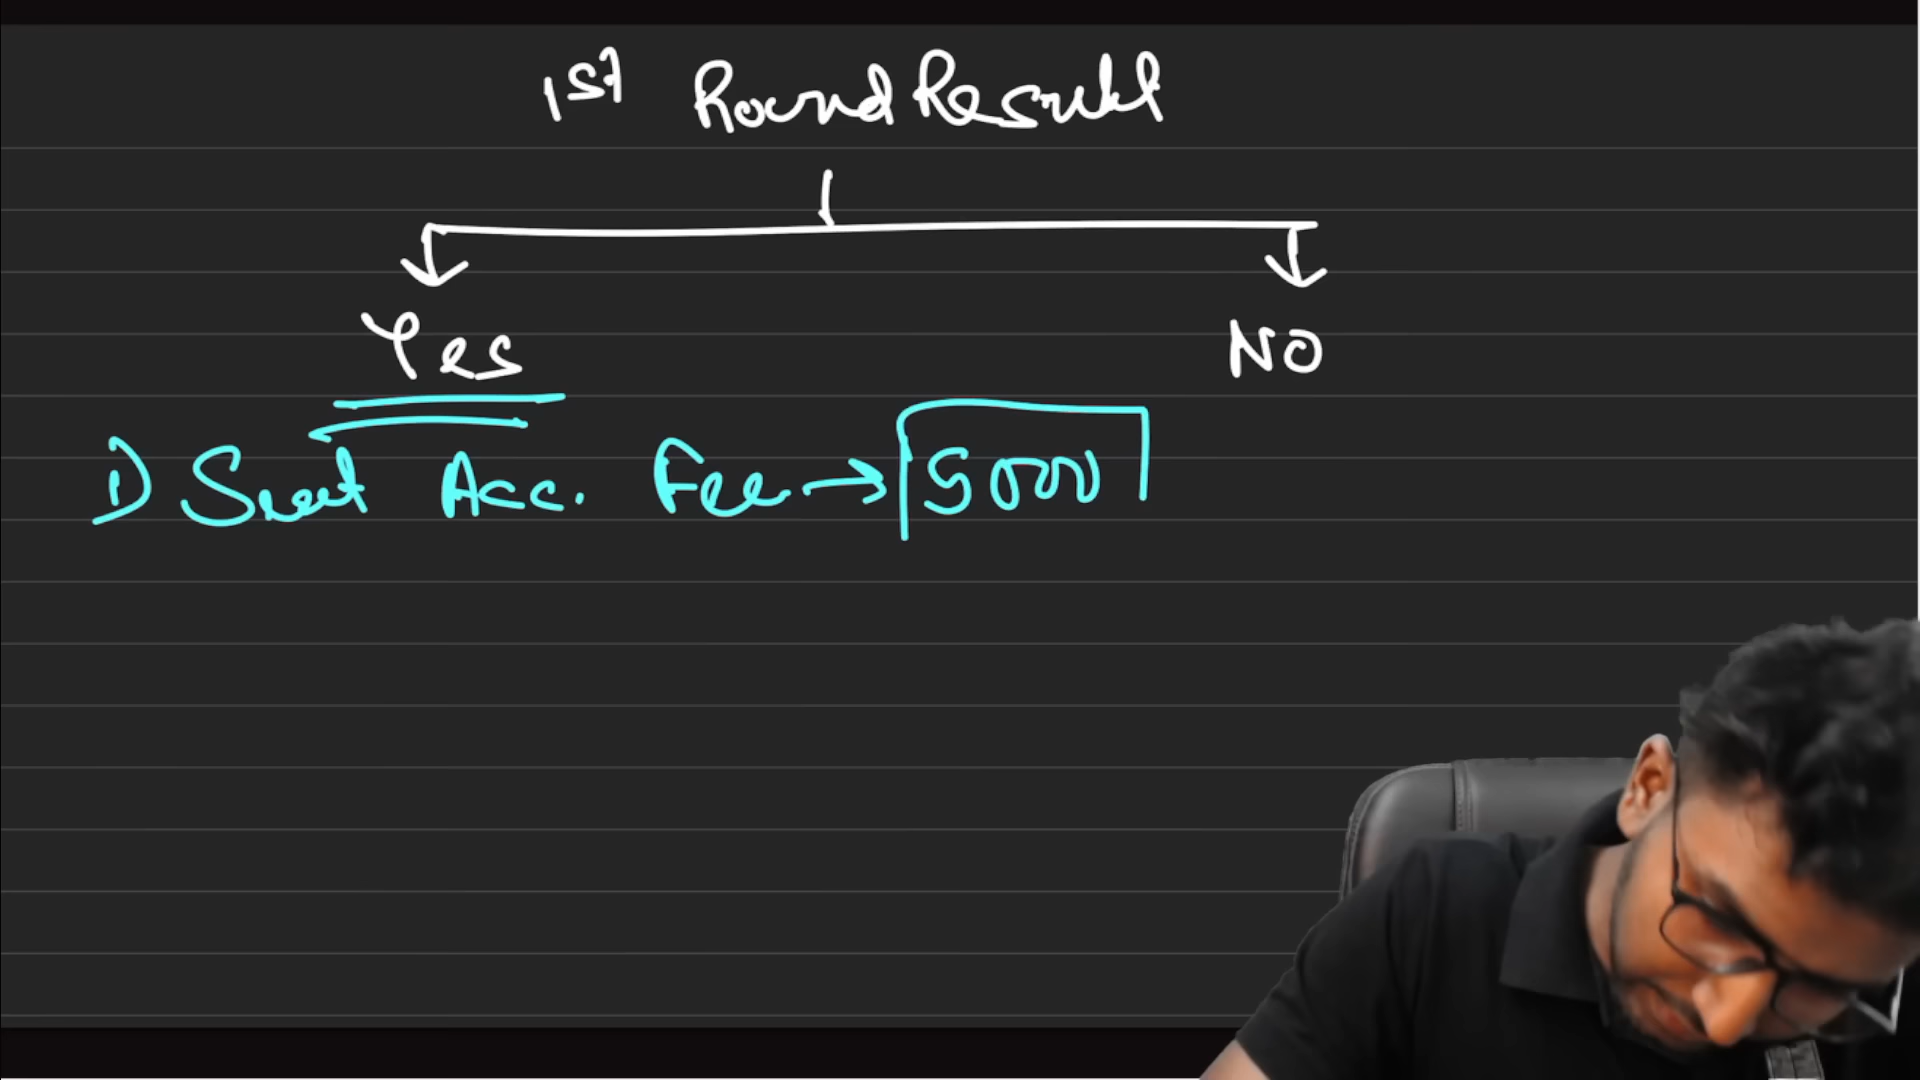 1st Round Result
Yes NO
1) Seat Acc. Fee → 5000